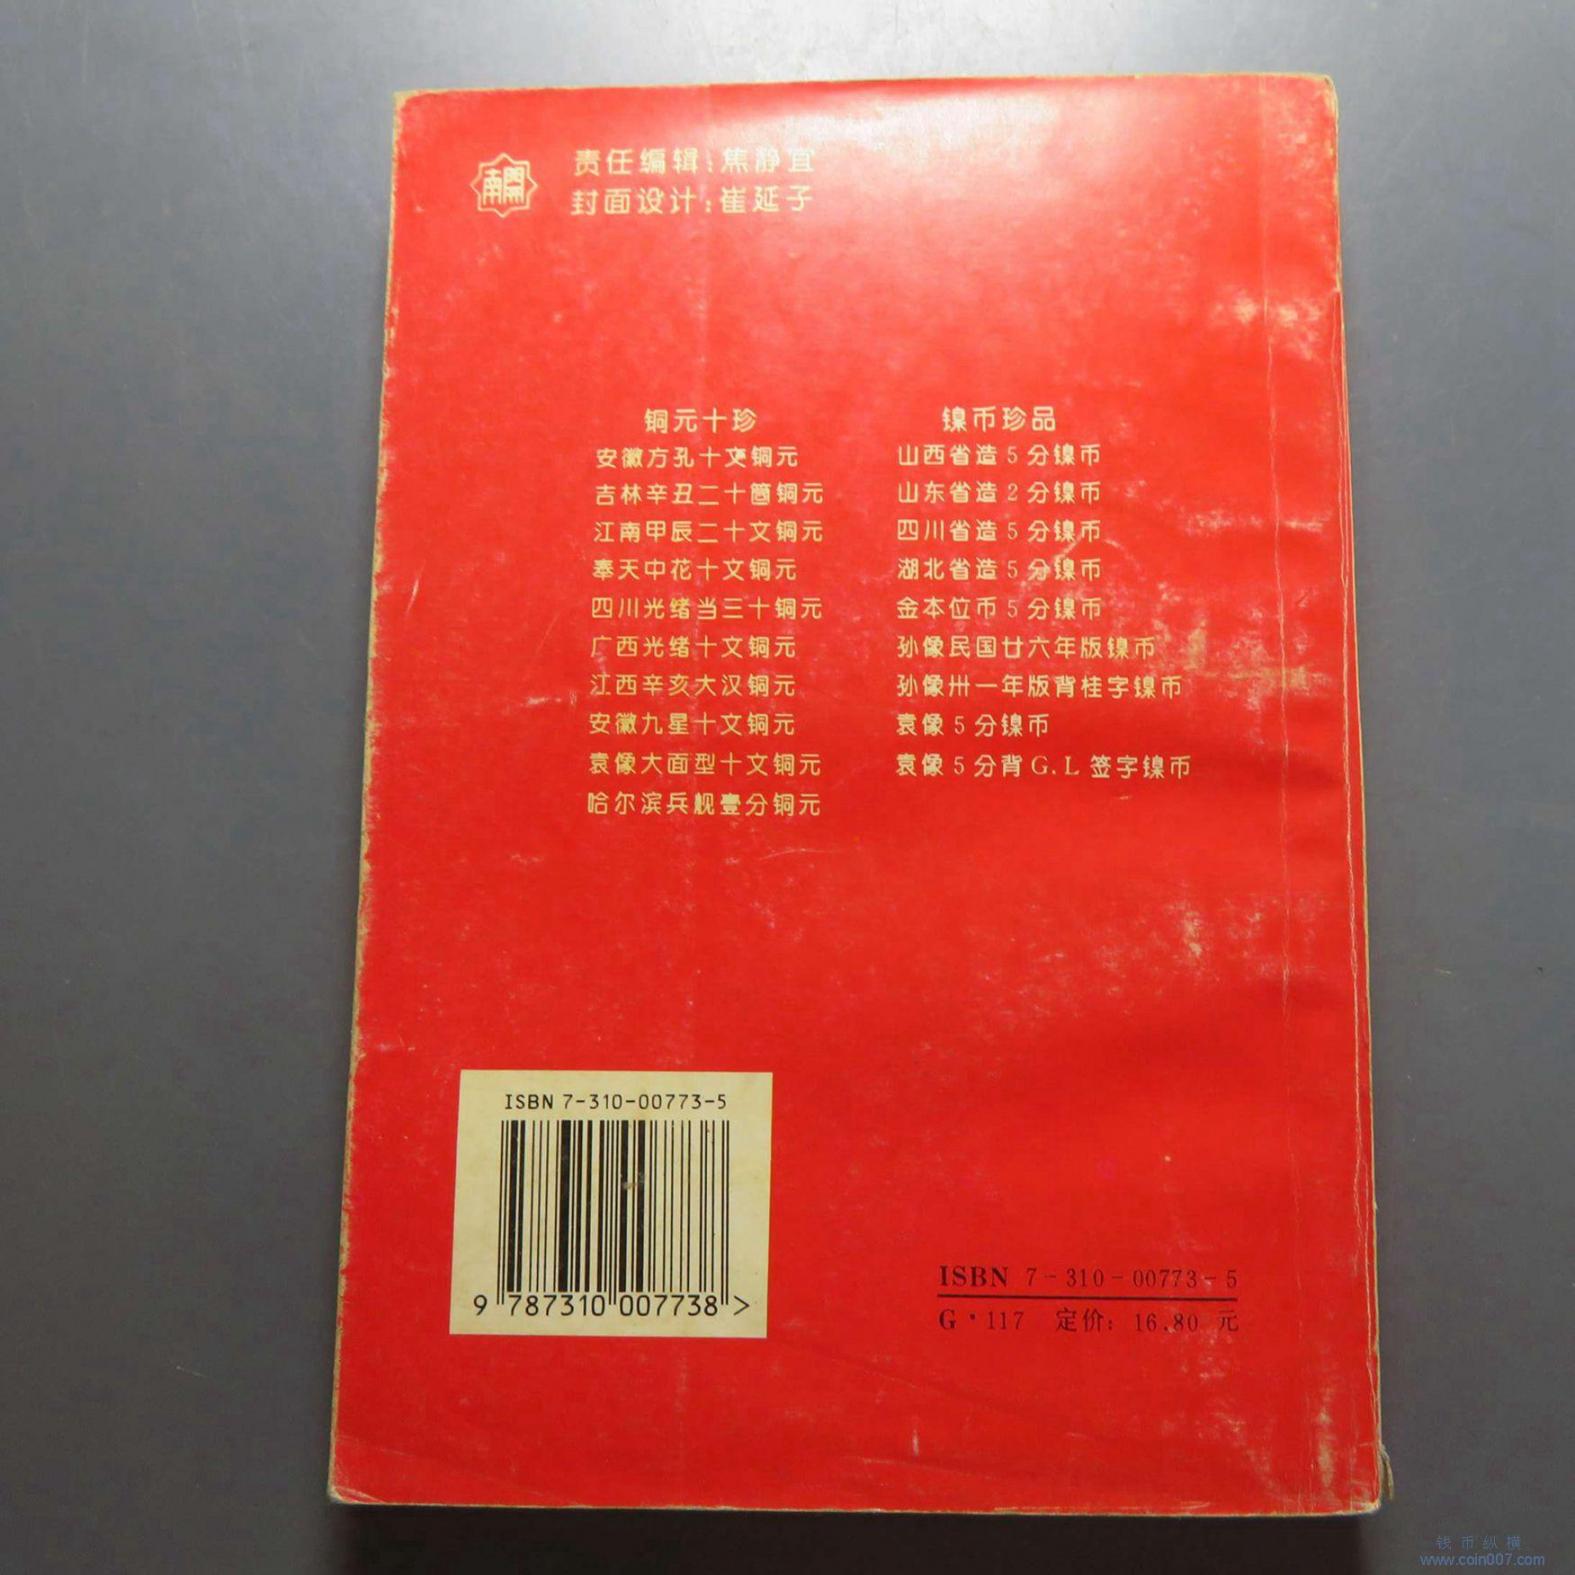 南開
责任编辑:焦静宜
封面设计:崔延子
铜元十珍
安徽方孔十文铜元
吉林辛丑二十箇铜元
江南甲辰二十文铜元
奉天中花十文铜元
四川光绪当三十铜元
广西光绪十文铜元
江西辛亥大汉铜元
安徽九星十文铜元
袁像大面型十文铜元
哈尔滨兵舰壹分铜元
镍币珍品
山西省造5分镍币
山东省造2分镍币
四川省造5分镍币
湖北省造5分镍币
金本位币5分镍币
孙像民国廿六年版镍币
孙像卅一年版背桂字镍币
袁像5分镍币
袁像5分背G.L签字镍币
ISBN 7-310-00773-5
9 787310 007738 >
ISBN 7-310-00773-5
G·117 定价: 16.80 元
钱币纵横
www.coin007.com